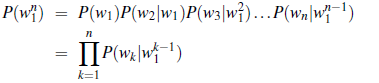 P(w_1^n) = P(w_1)P(w_2|w_1)P(w_3|w_1^2)…P(w_n|w_1^{n−1})
= ∏_{k=1}^{n} P(w_k|w_1^{k−1})